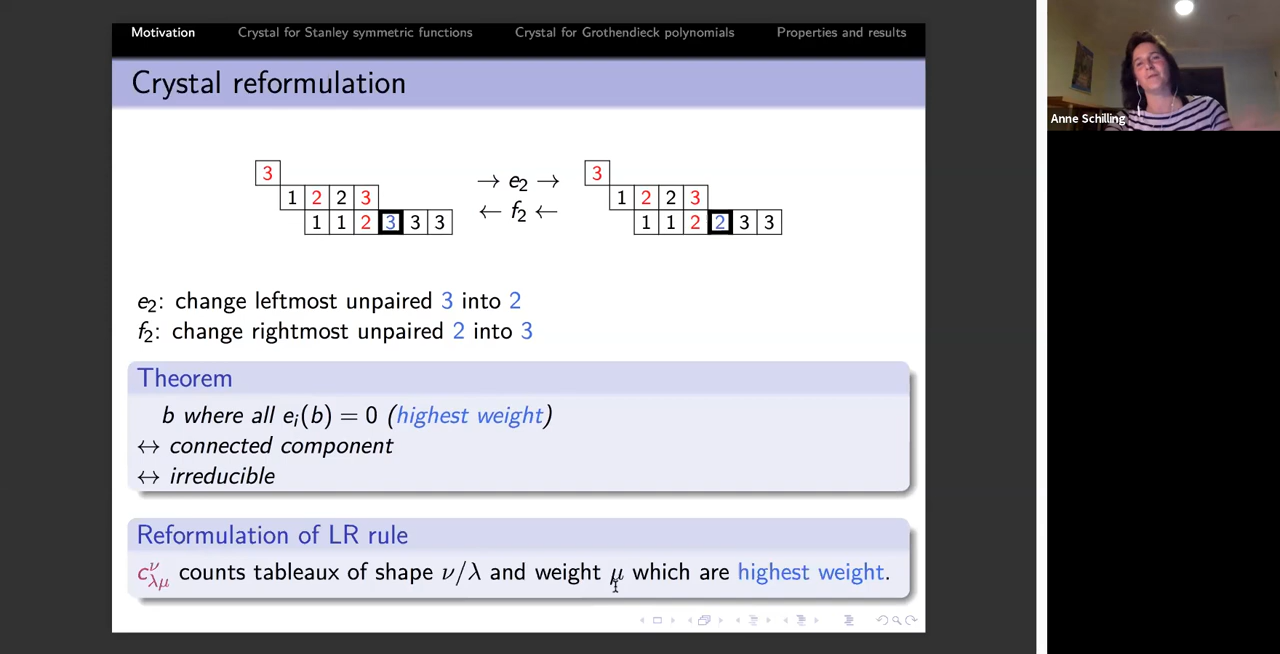 Motivation Crystal for Stanley symmetric functions Crystal for Grothendieck polynomials Properties and results
Crystal reformulation
3 3
1 2 2 3 → e₂ → 1 2 2 3
1 1 2 3 3 3 ← f₂ ← 1 1 2 2 3 3
e₂: change leftmost unpaired 3 into 2
f₂: change rightmost unpaired 2 into 3
Theorem
b where all eᵢ(b) = 0 (highest weight)
↔ connected component
↔ irreducible
Reformulation of LR rule
c^ν_λμ counts tableaux of shape ν/λ and weight μ which are highest weight.
Anne Schilling